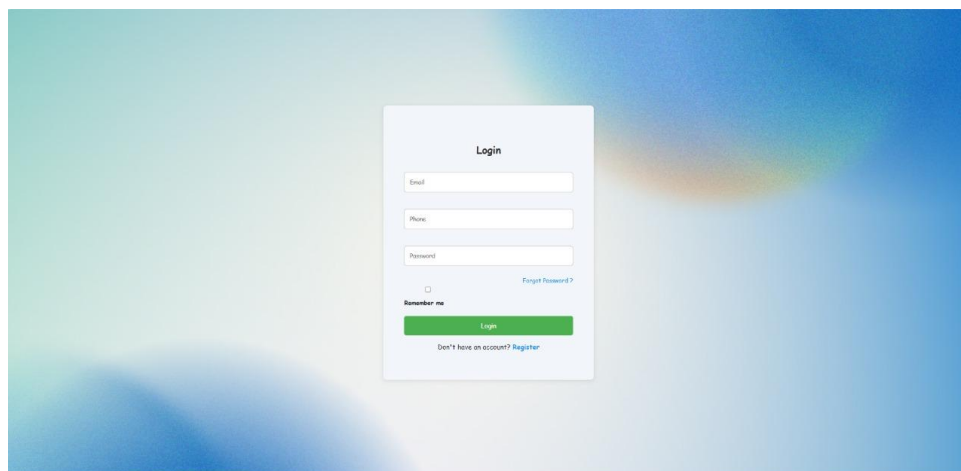 Login
Email
Phone
Password
Forgot Password ?
Remember me
Login
Don't have an account? Register